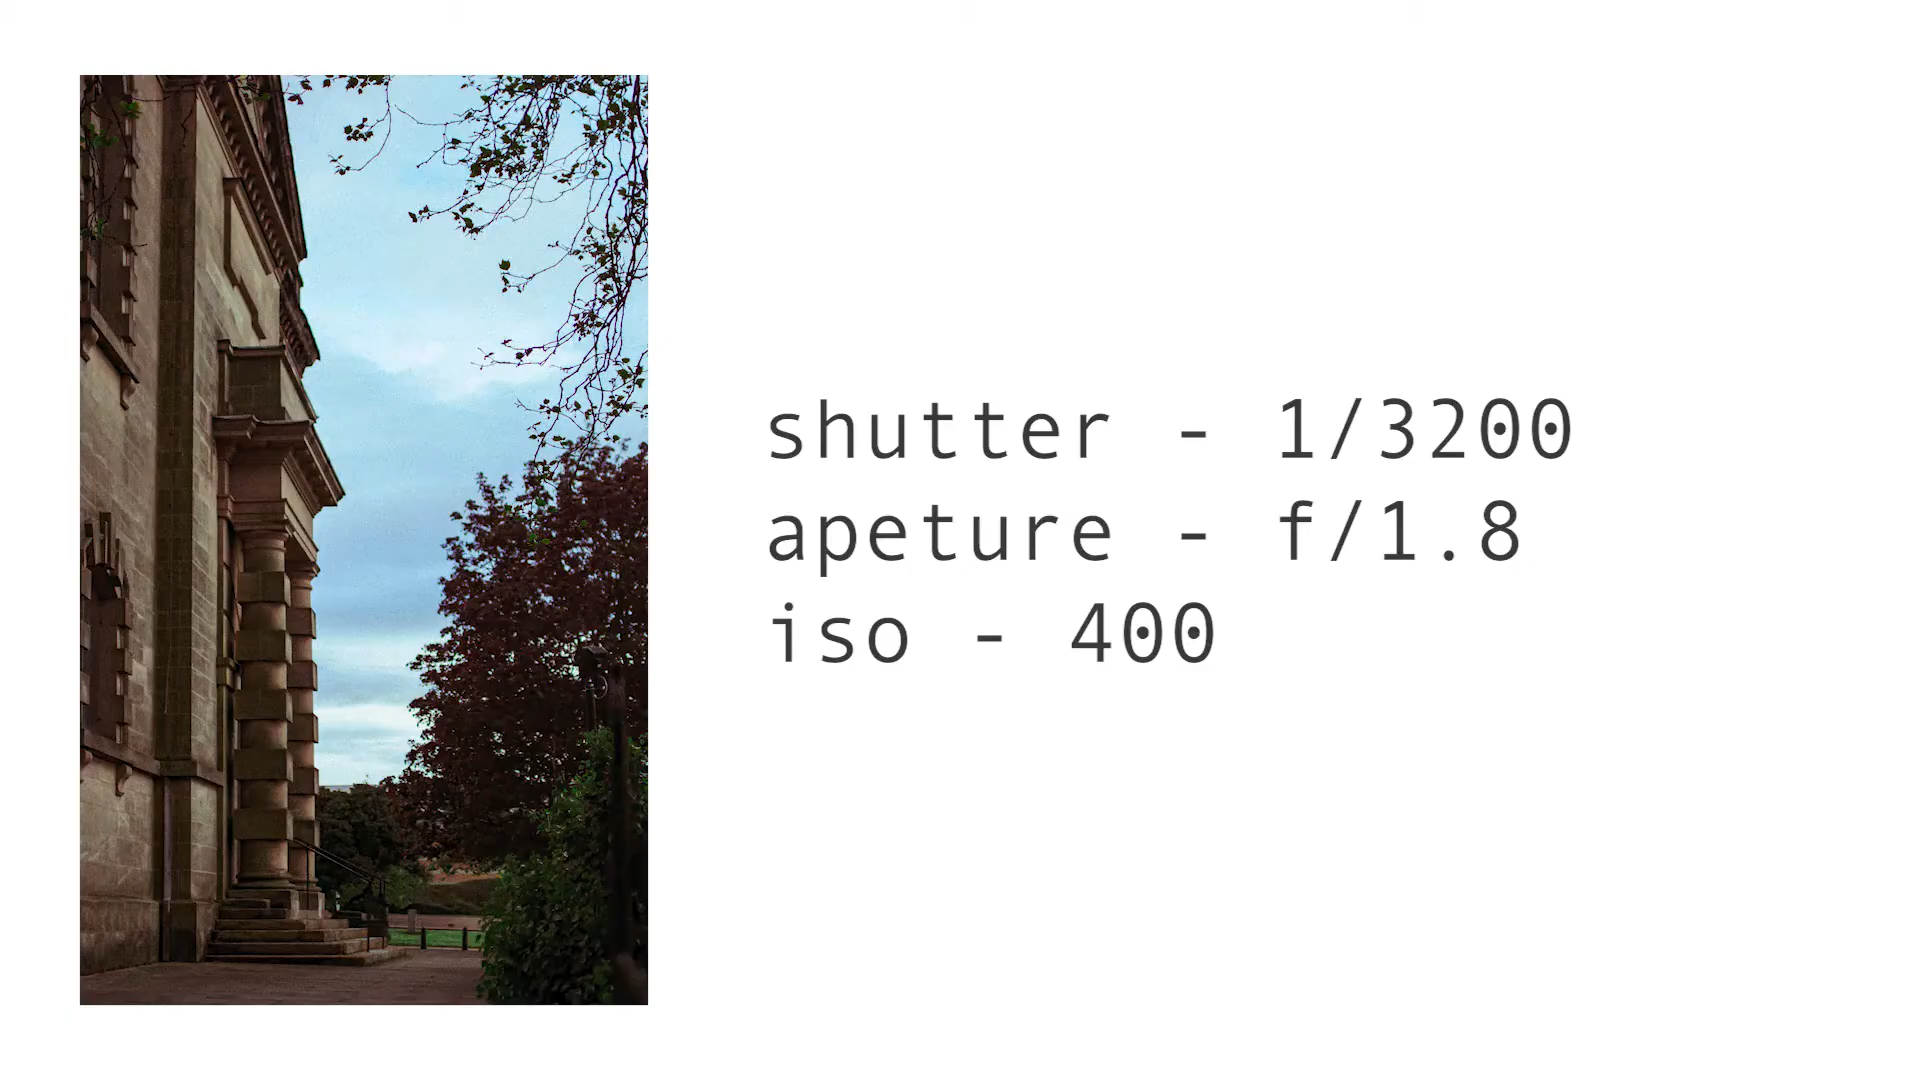 shutter - 1/3200
apeture - f/1.8
iso - 400